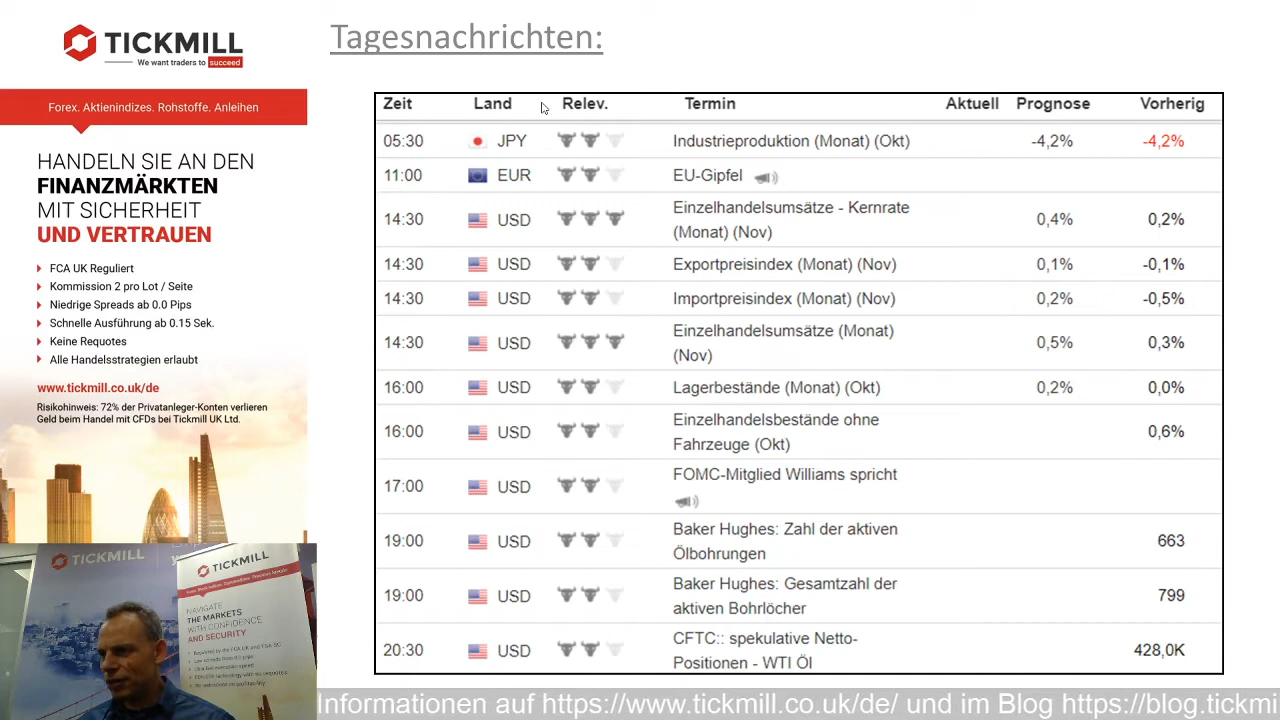 TICKMILL
We want traders to succeed
Forex. Aktienindizes. Rohstoffe. Anleihen
HANDELN SIE AN DEN
FINANZMÄRKTEN
MIT SICHERHEIT
UND VERTRAUEN
FCA UK Reguliert
Kommission 2 pro Lot / Seite
Niedrige Spreads ab 0.0 Pips
Schnelle Ausführung ab 0.15 Sek.
Keine Requotes
Alle Handelsstrategien erlaubt
www.tickmill.co.uk/de
Risikohinweis: 72% der Privatanleger-Konten verlieren
Geld beim Handel mit CFDs bei Tickmill UK Ltd.
Tagesnachrichten:
Zeit Land Relev. Termin Aktuell Prognose Vorherig
05:30 JPY Industrieproduktion (Monat) (Okt) -4,2% -4,2%
11:00 EUR EU-Gipfel
14:30 USD Einzelhandelsumsätze - Kernrate 0,4% 0,2%
(Monat) (Nov)
14:30 USD Exportpreisindex (Monat) (Nov) 0,1% -0,1%
14:30 USD Importpreisindex (Monat) (Nov) 0,2% -0,5%
14:30 USD Einzelhandelsumsätze (Monat) 0,5% 0,3%
(Nov)
16:00 USD Lagerbestände (Monat) (Okt) 0,2% 0,0%
16:00 USD Einzelhandelsbestände ohne 0,6%
Fahrzeuge (Okt)
17:00 USD FOMC-Mitglied Williams spricht
19:00 USD Baker Hughes: Zahl der aktiven 663
Ölbohrungen
19:00 USD Baker Hughes: Gesamtzahl der 799
aktiven Bohrlöcher
20:30 USD CFTC:: spekulative Netto- 428,0K
Positionen - WTI Öl
TICKMILL
TICKMILL
NAVIGATE
THE MARKETS
WITH CONFIDENCE
AND SECURITY
Informationen auf https://www.tickmill.co.uk/de/ und im Blog https://blog.tickmi